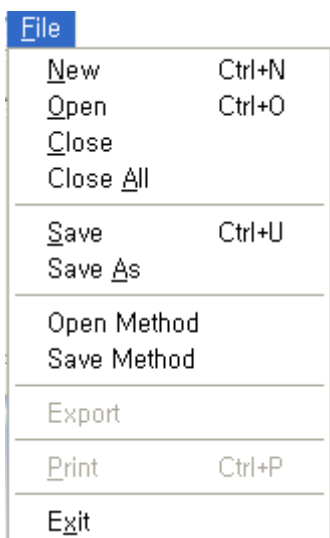 File
New Ctrl+N
Open Ctrl+O
Close
Close All
Save Ctrl+U
Save As
Open Method
Save Method
Export
Print Ctrl+P
Exit